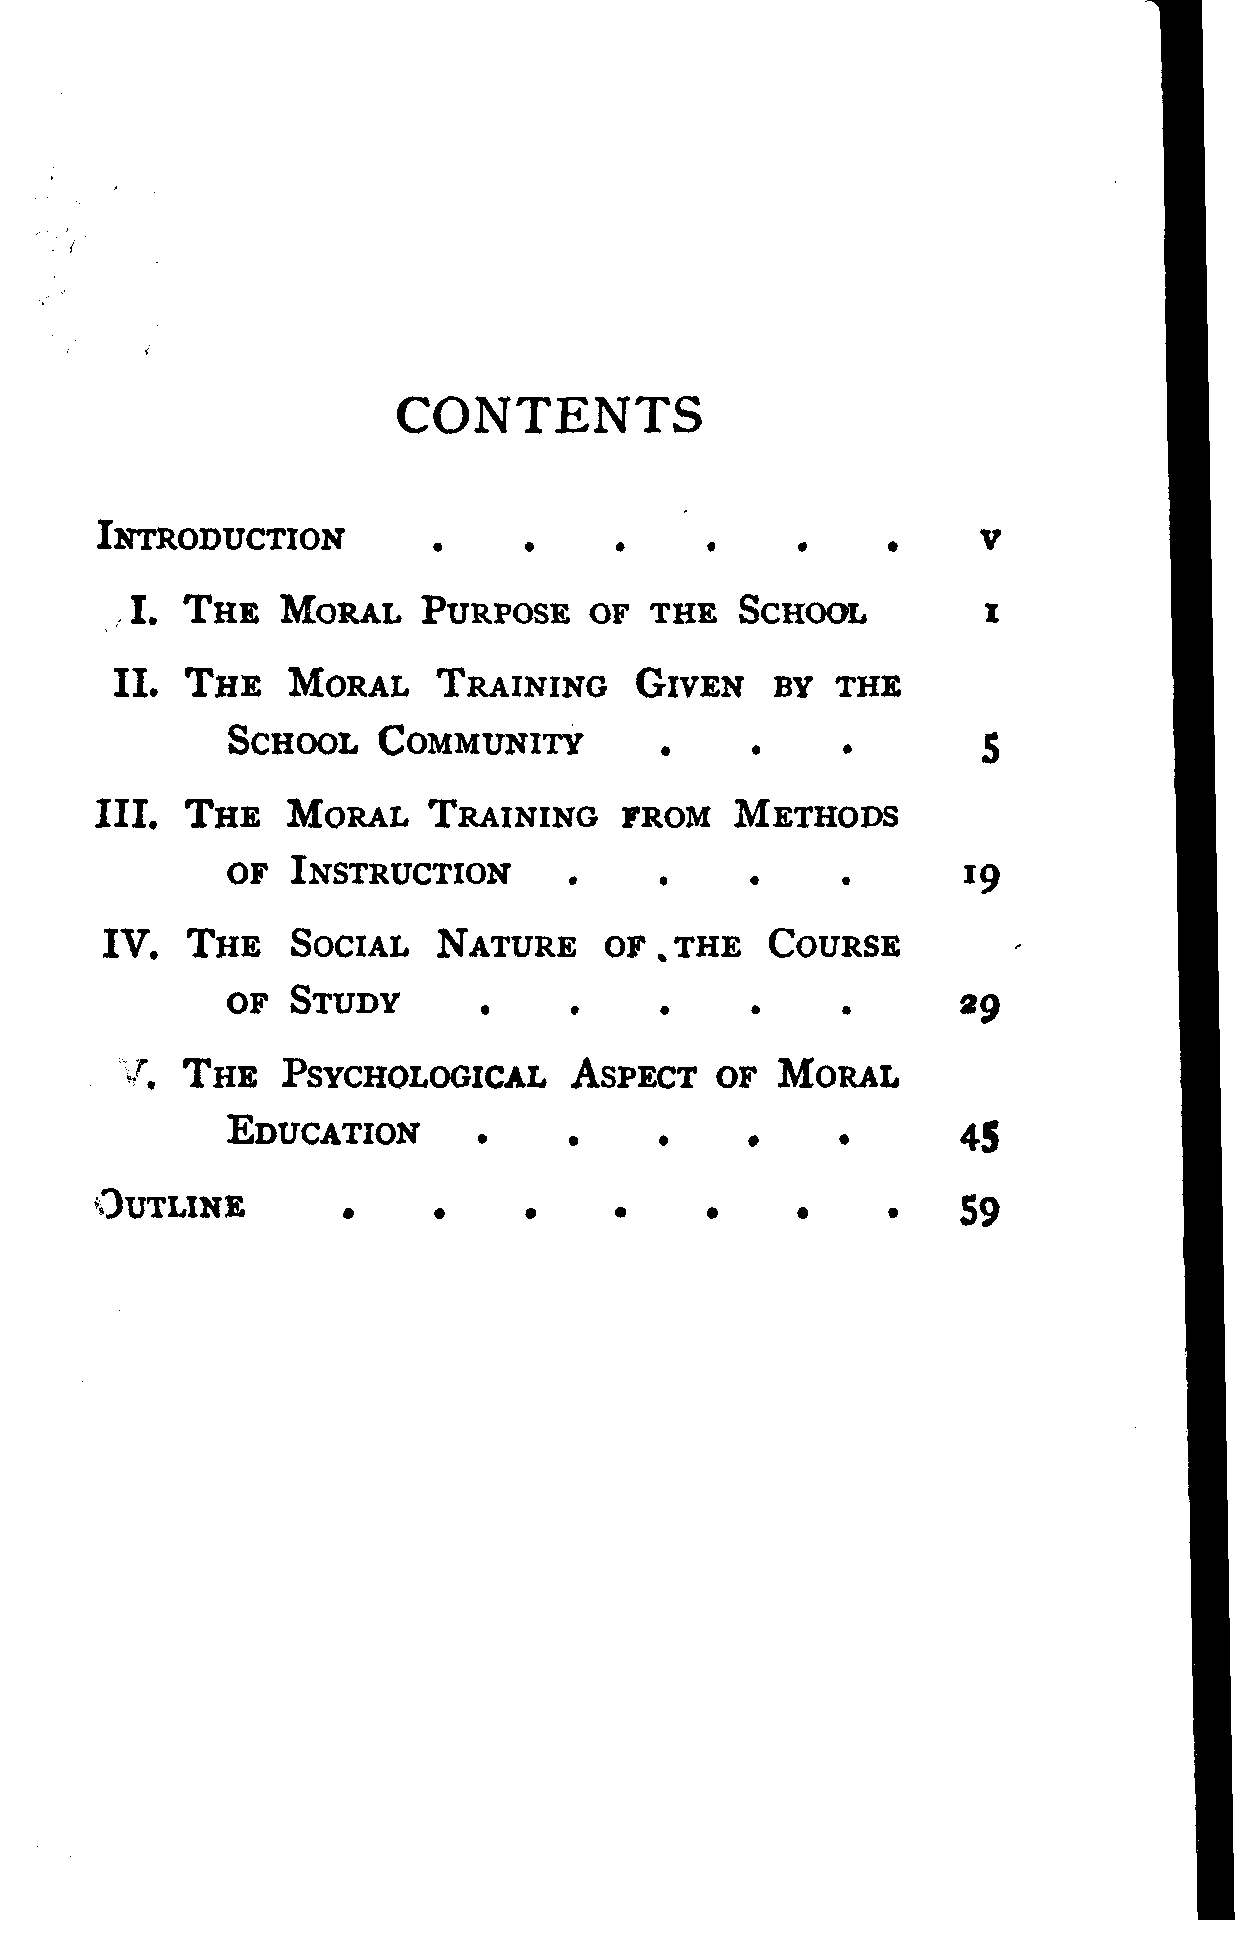 CONTENTS
INTRODUCTION . . . . . . V
I. THE MORAL PURPOSE OF THE SCHOOL 1
II. THE MORAL TRAINING GIVEN BY THE
SCHOOL COMMUNITY . . . 5
III. THE MORAL TRAINING FROM METHODS
OF INSTRUCTION . . . . 19
IV. THE SOCIAL NATURE OF THE COURSE
OF STUDY . . . . . 29
V. THE PSYCHOLOGICAL ASPECT OF MORAL
EDUCATION . . . . . 45
OUTLINE . . . . . . . 59